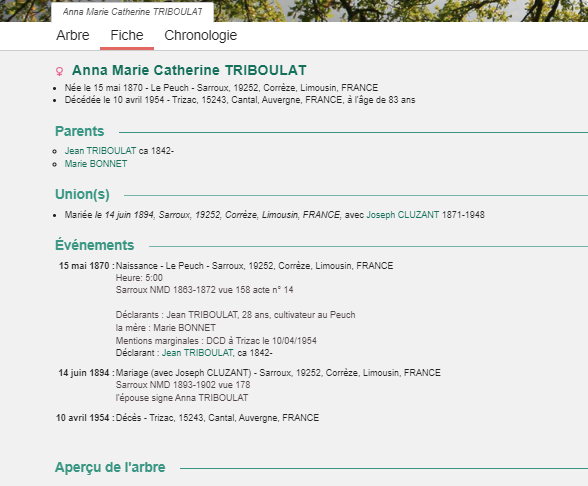 Anna Marie Catherine TRIBOULAT
Arbre Fiche Chronologie
♀ Anna Marie Catherine TRIBOULAT
Née le 15 mai 1870 - Le Peuch - Sarroux, 19252, Corrèze, Limousin, FRANCE
Décédée le 10 avril 1954 - Trizac, 15243, Cantal, Auvergne, FRANCE, à l'âge de 83 ans
Parents
Jean TRIBOULAT ca 1842-
Marie BONNET
Union(s)
Mariée le 14 juin 1894, Sarroux, 19252, Corrèze, Limousin, FRANCE, avec Joseph CLUZANT 1871-1948
Événements
15 mai 1870 : Naissance - Le Peuch - Sarroux, 19252, Corrèze, Limousin, FRANCE
Heure: 5:00
Sarroux NMD 1863-1872 vue 158 acte n° 14
Déclarants : Jean TRIBOULAT, 28 ans, cultivateur au Peuch
la mère : Marie BONNET
Mentions marginales : DCD à Trizac le 10/04/1954
Déclarant : Jean TRIBOULAT, ca 1842-
14 juin 1894 : Mariage (avec Joseph CLUZANT) - Sarroux, 19252, Corrèze, Limousin, FRANCE
Sarroux NMD 1893-1902 vue 178
l'épouse signe Anna TRIBOULAT
10 avril 1954 : Décès - Trizac, 15243, Cantal, Auvergne, FRANCE
Aperçu de l'arbre